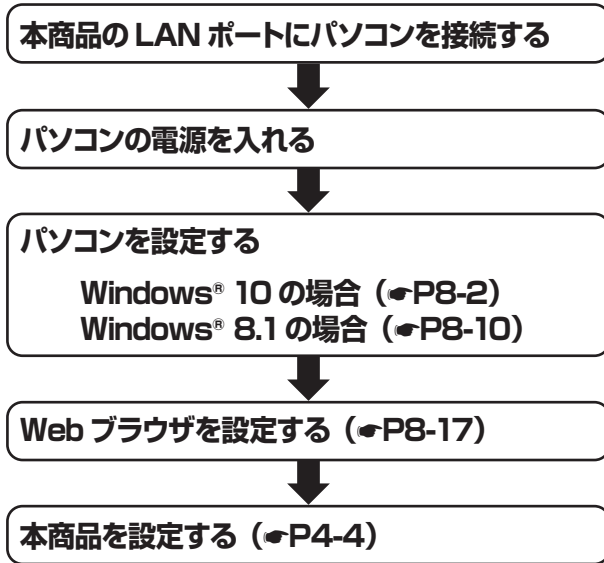 本商品の LAN ポートにパソコンを接続する
パソコンの電源を入れる
パソコンを設定する
Windows® 10 の場合（☛P8-2）
Windows® 8.1 の場合（☛P8-10）
Web ブラウザを設定する（☛P8-17）
本商品を設定する（☛P4-4）